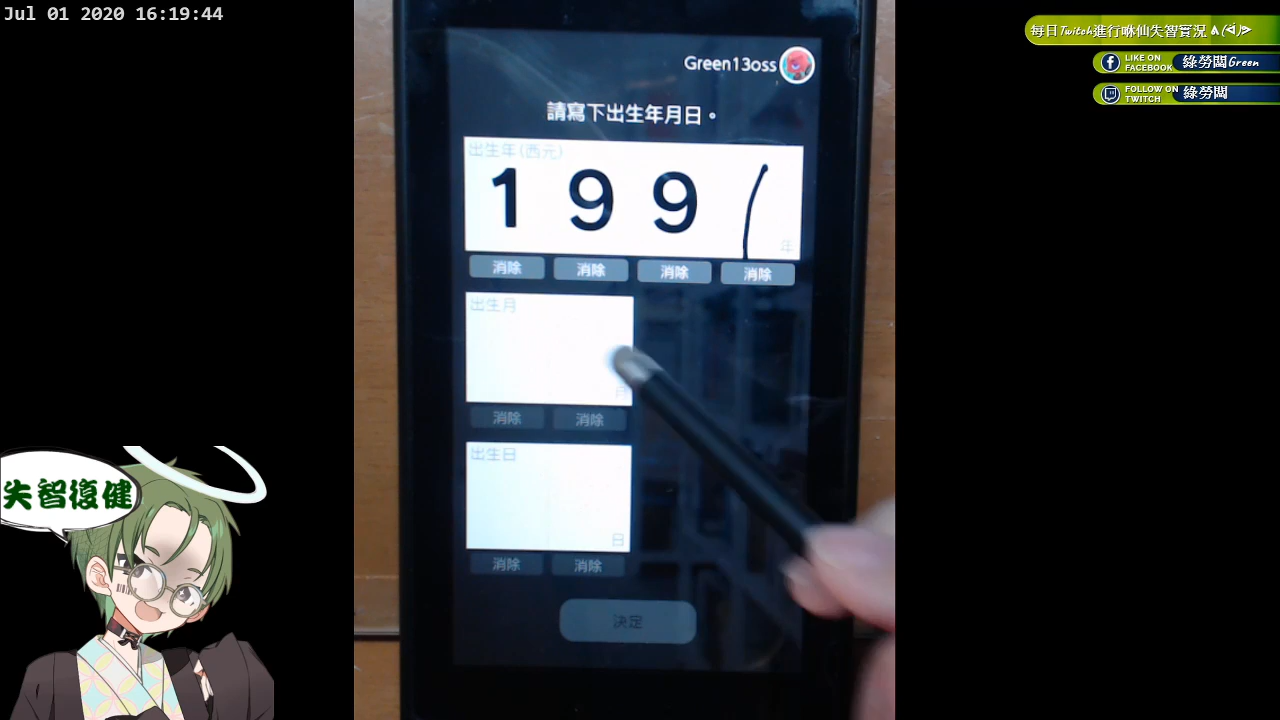 Jul 01 2020 16:19:44
每日Twitch進行咻仙失智實況
LIKE ON
FACEBOOK
綠勞闆Green
FOLLOW ON
TWITCH
綠勞闆
Green13oss
請寫下出生年月日。
出生年(西元)
1 9 9
年
消除 消除 消除 消除
出生月
月
消除 消除
出生日
日
消除 消除
決定
失智復健